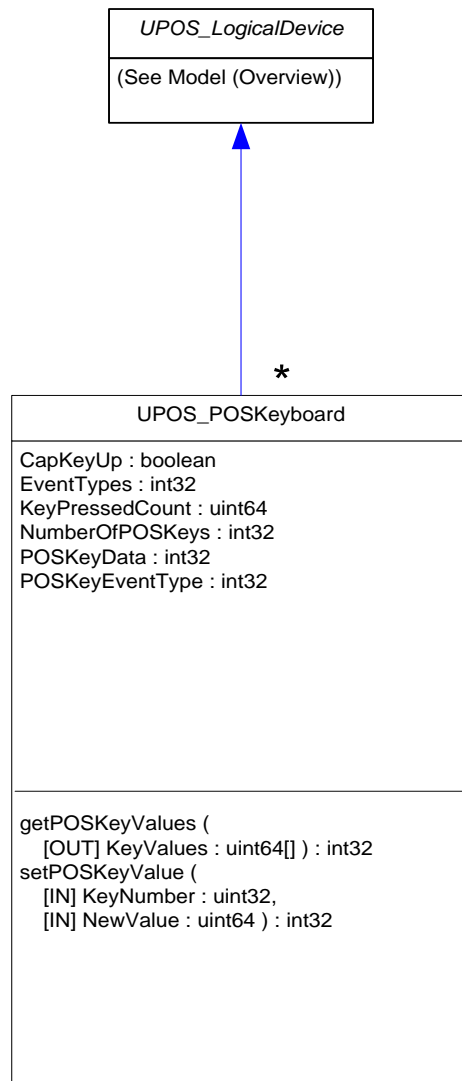 UPOS_LogicalDevice
(See Model (Overview))
*
UPOS_POSKeyboard
CapKeyUp : boolean
EventTypes : int32
KeyPressedCount : uint64
NumberOfPOSKeys : int32
POSKeyData : int32
POSKeyEventType : int32
getPOSKeyValues (
[OUT] KeyValues : uint64[] ) : int32
setPOSKeyValue (
[IN] KeyNumber : uint32,
[IN] NewValue : uint64 ) : int32